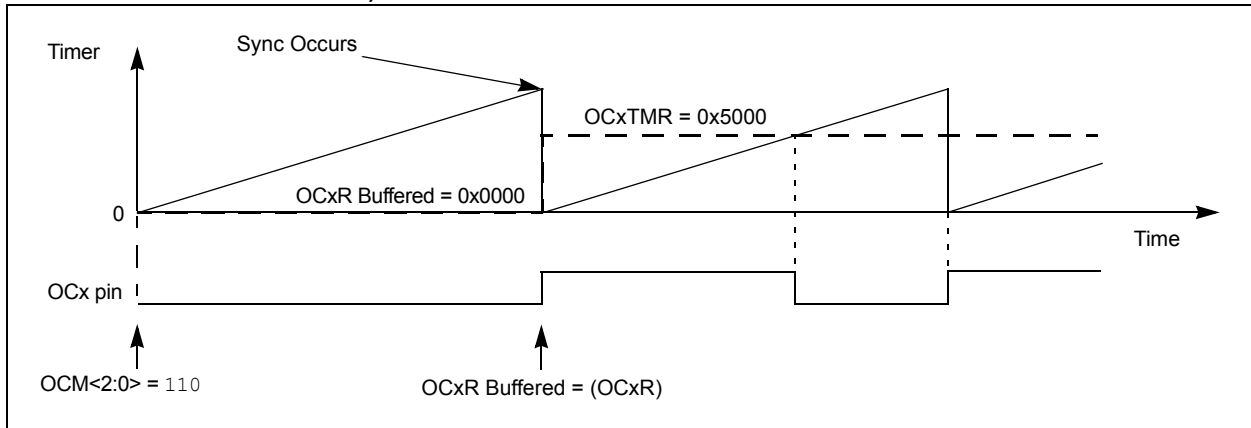 Timer
Sync Occurs
OCxTMR = 0x5000
OCxR Buffered = 0x0000
0
Time
OCx pin
OCM<2:0> = 110
OCxR Buffered = (OCxR)